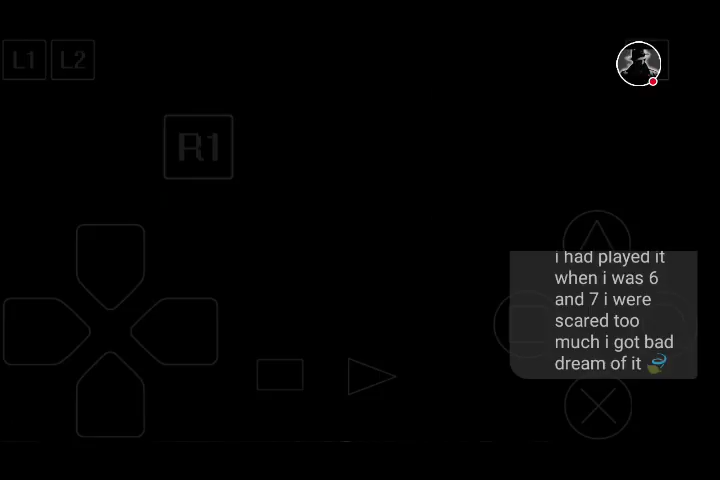 L1 L2
R1
i had played it
when i was 6
and 7 i were
scared too
much i got bad
dream of it